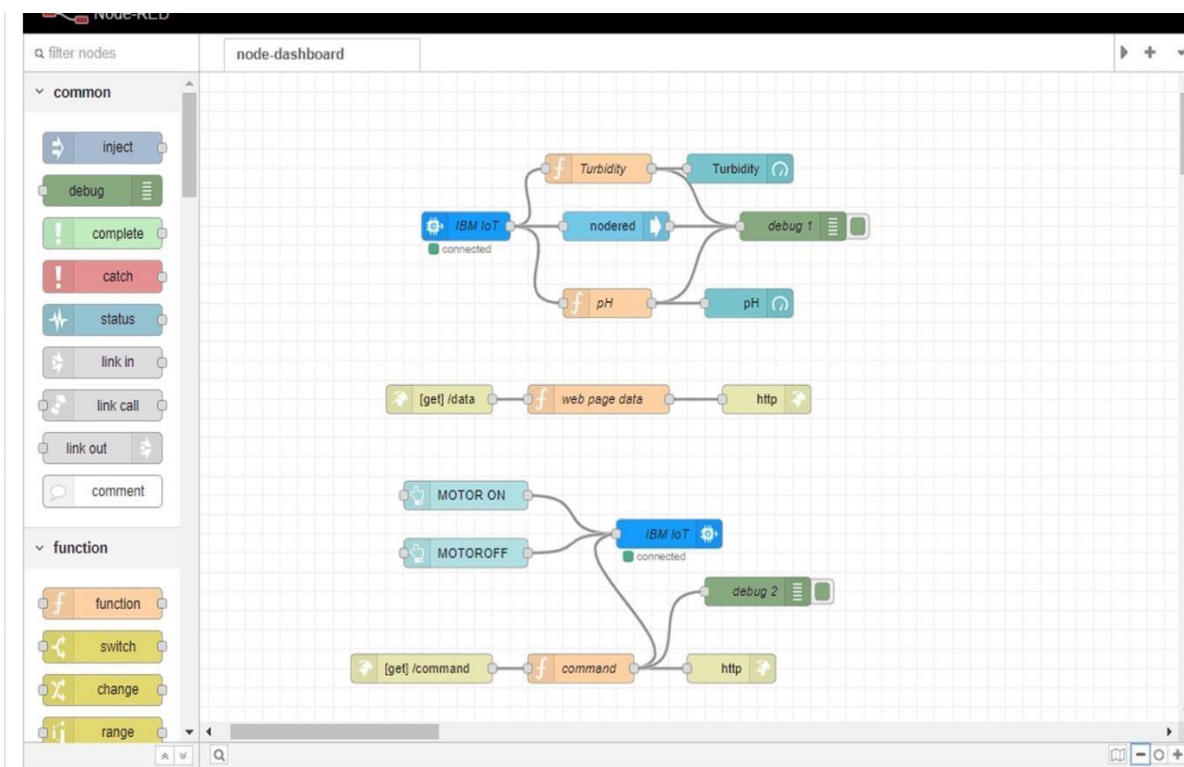 Node-RED
filter nodes
node-dashboard
common
inject
debug
complete
catch
status
link in
link call
link out
comment
function
function
switch
change
range
Turbidity
Turbidity
IBM IoT
connected
nodered
debug 1
pH
pH
[get] /data
web page data
http
MOTOR ON
MOTOROFF
IBM IoT
connected
debug 2
[get] /command
command
http